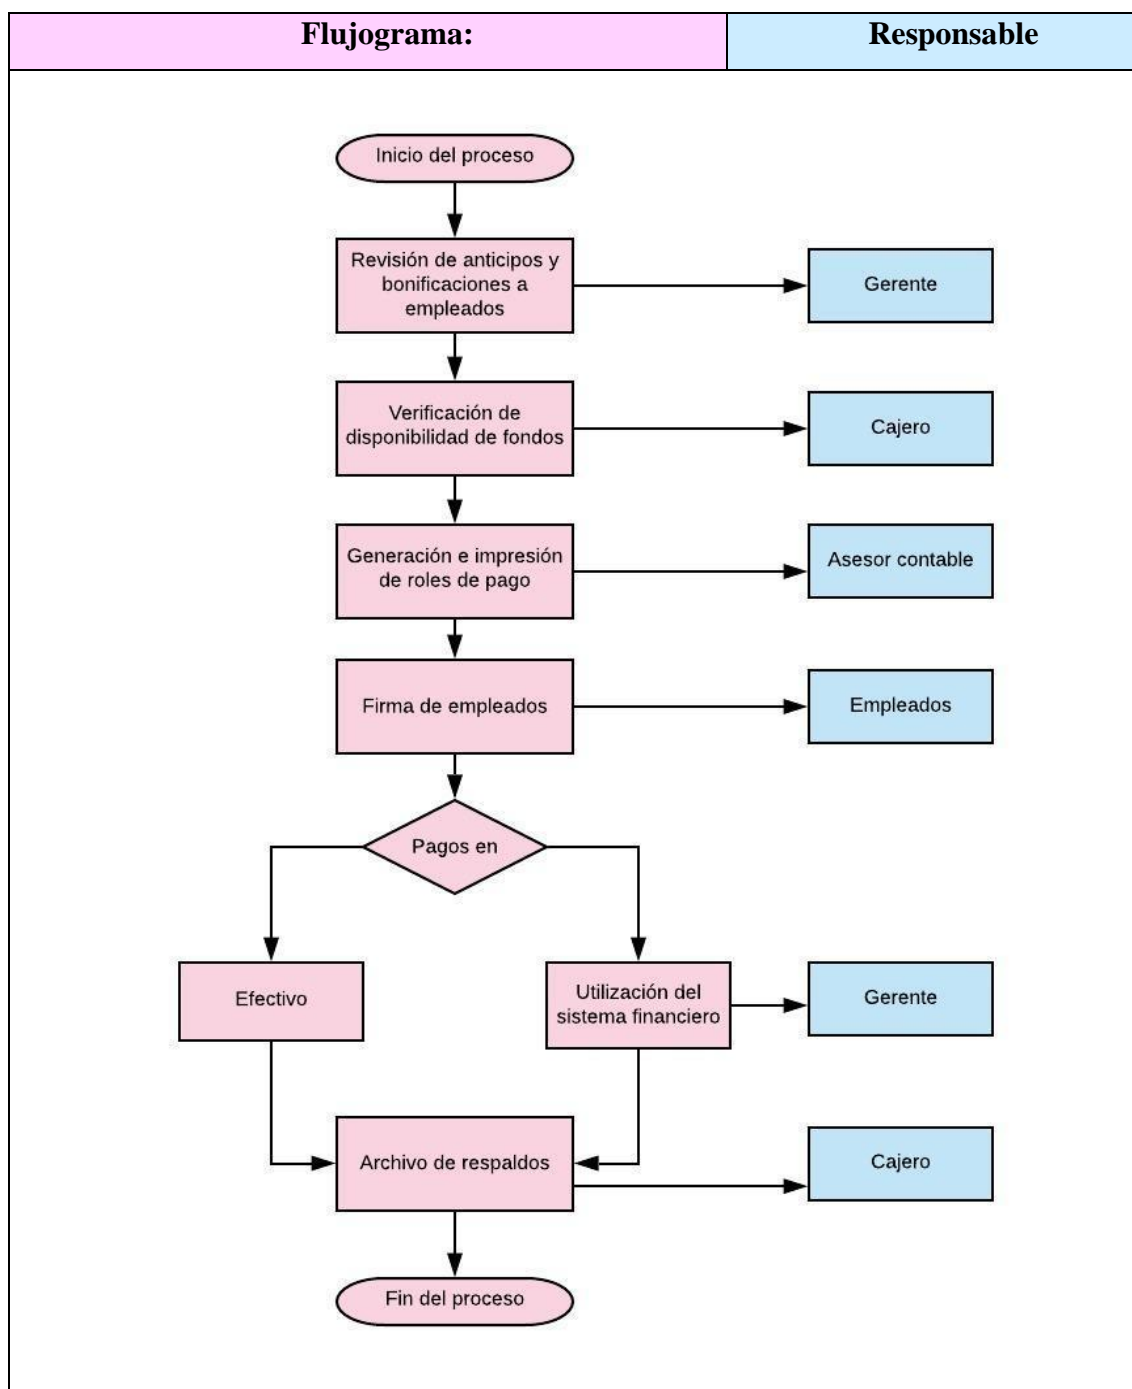 Flujograma:
Responsable
Inicio del proceso
Revisión de anticipos y
bonificaciones a
empleados
Gerente
Verificación de
disponibilidad de fondos
Cajero
Generación e impresión
de roles de pago
Asesor contable
Firma de empleados
Empleados
Pagos en
Efectivo
Utilización del
sistema financiero
Gerente
Archivo de respaldos
Cajero
Fin del proceso